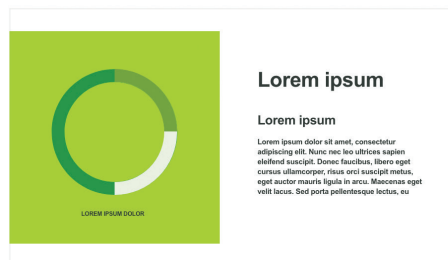 LOREM IPSUM DOLOR
Lorem ipsum
Lorem ipsum
Lorem ipsum dolor sit amet, consectetur
adipiscing elit. Nunc nec leo ultrices sapien
eleifend suscipit. Donec faucibus, libero eget
cursus ullamcorper, risus orci suscipit metus,
eget auctor mauris ligula in arcu. Maecenas eget
velit lacus. Sed porta pellentesque lectus, eu